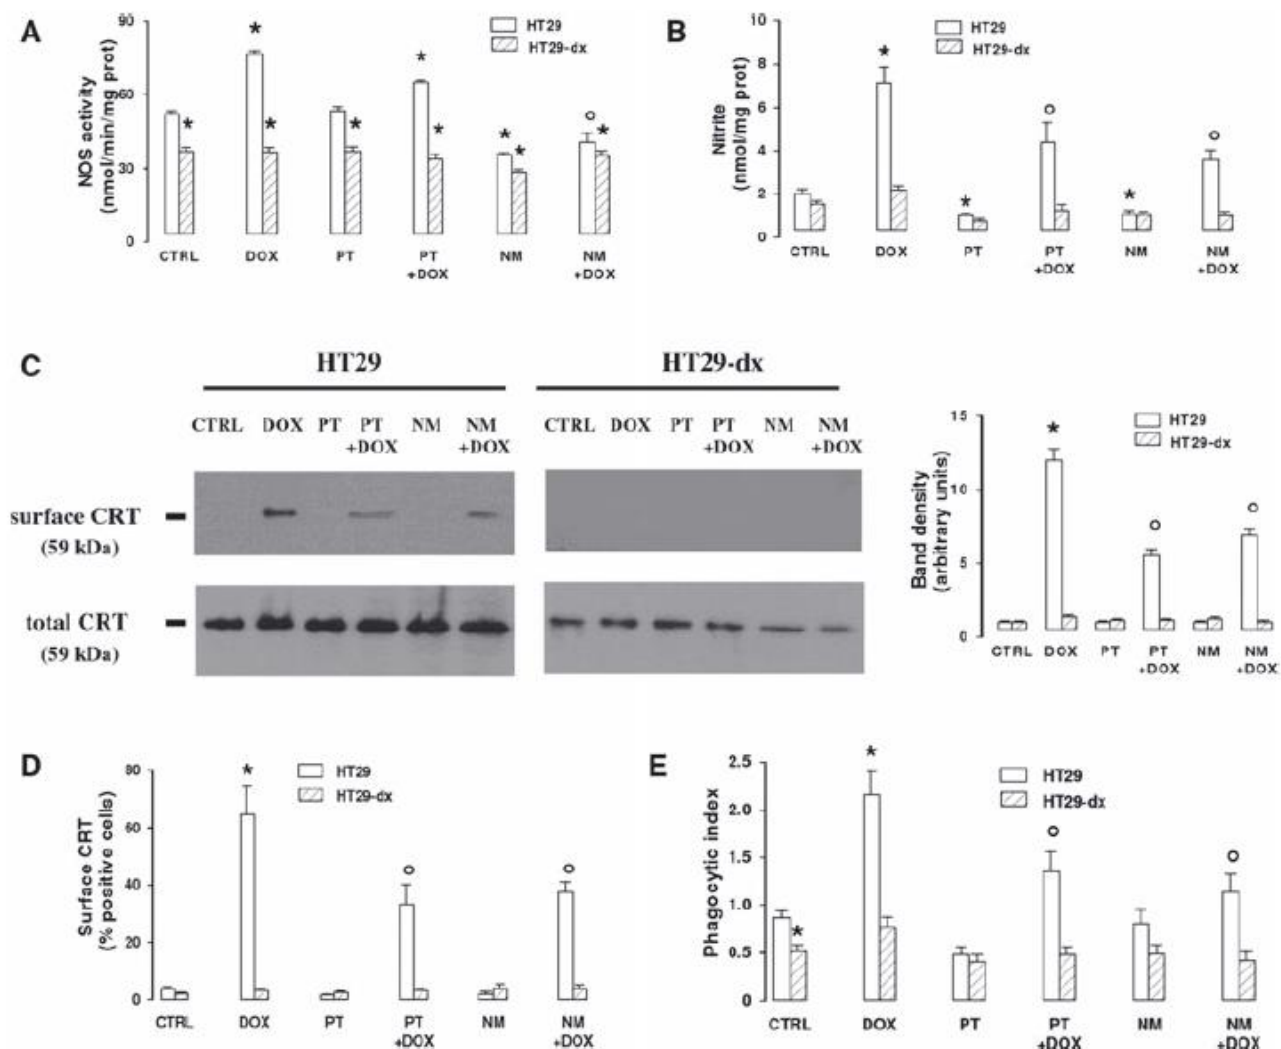 A
NOS activity
(nmol/min/mg prot)
90
60
30
0
HT29
HT29-dx
* * * * * * * * ° *
CTRL DOX PT PT NM NM
+DOX +DOX
B
Nitrite
(nmol/mg prot)
10
8
6
4
2
0
HT29
HT29-dx
* * ° * °
CTRL DOX PT PT NM NM
+DOX +DOX
C
HT29 HT29-dx
CTRL DOX PT PT NM NM CTRL DOX PT PT NM NM
+DOX +DOX +DOX +DOX
surface CRT
(59 kDa)
total CRT
(59 kDa)
Band density
(arbitrary units)
15
10
5
0
HT29
HT29-dx
* ° °
CTRL DOX PT PT NM NM
+DOX +DOX
D
Surface CRT
(% positive cells)
80
60
40
20
0
HT29
HT29-dx
* ° °
CTRL DOX PT PT NM NM
+DOX +DOX
E
Phagocytic index
2.5
2.0
1.5
1.0
0.5
0
HT29
HT29-dx
* * ° °
CTRL DOX PT PT NM NM
+DOX +DOX